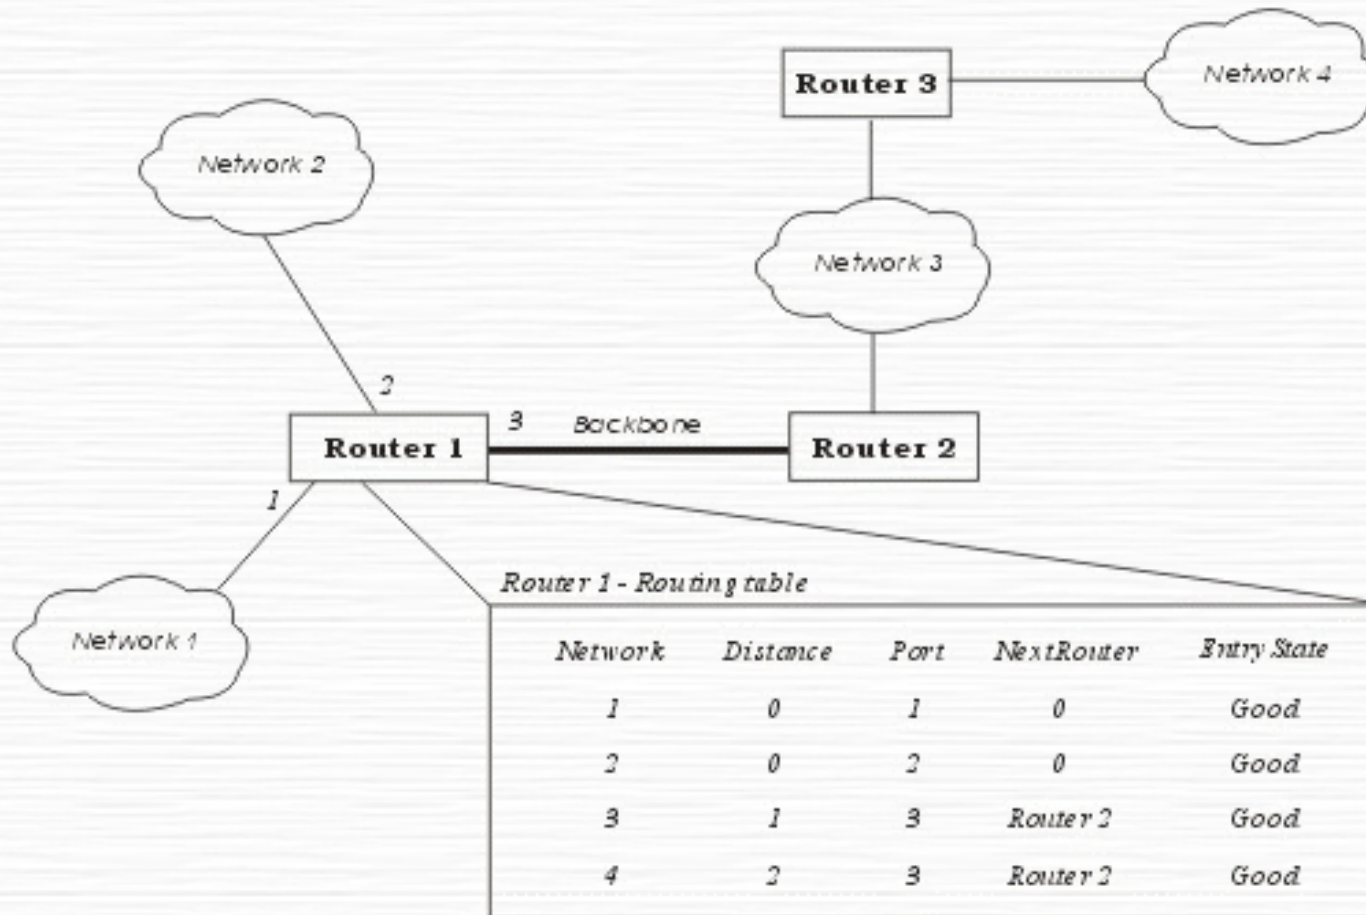 Router 3
Network 4
Network 2
Network 3
2
3 Backbone
Router 1
Router 2
1
Network 1
Router 1 - Routing table
Network Distance Port NextRouter Entry State
1 0 1 0 Good
2 0 2 0 Good
3 1 3 Router 2 Good
4 2 3 Router 2 Good